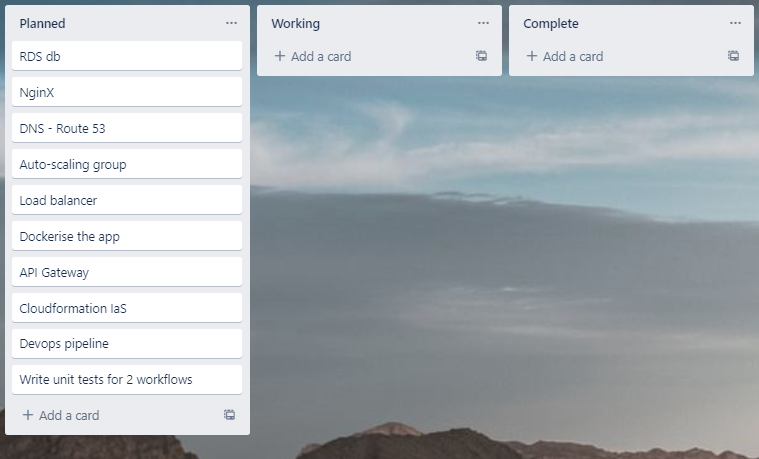 Planned
RDS db
NginX
DNS - Route 53
Auto-scaling group
Load balancer
Dockerise the app
API Gateway
Cloudformation IaS
Devops pipeline
Write unit tests for 2 workflows
+ Add a card
Working
+ Add a card
Complete
+ Add a card